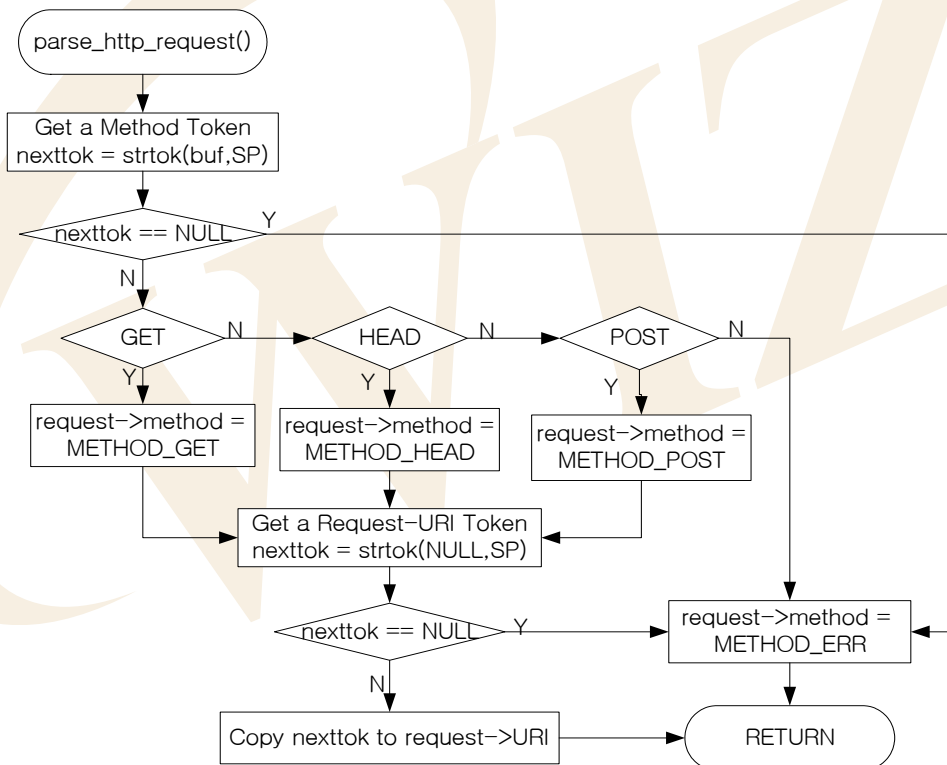 parse_http_request()
Get a Method Token
nexttok = strtok(buf,SP)
nexttok == NULL
Y
N
GET
N
HEAD
N
POST
N
Y
Y
Y
request->method =
METHOD_GET
request->method =
METHOD_HEAD
request->method =
METHOD_POST
Get a Request-URI Token
nexttok = strtok(NULL,SP)
nexttok == NULL
Y
request->method =
METHOD_ERR
N
Copy nexttok to request->URI
RETURN
WIZ